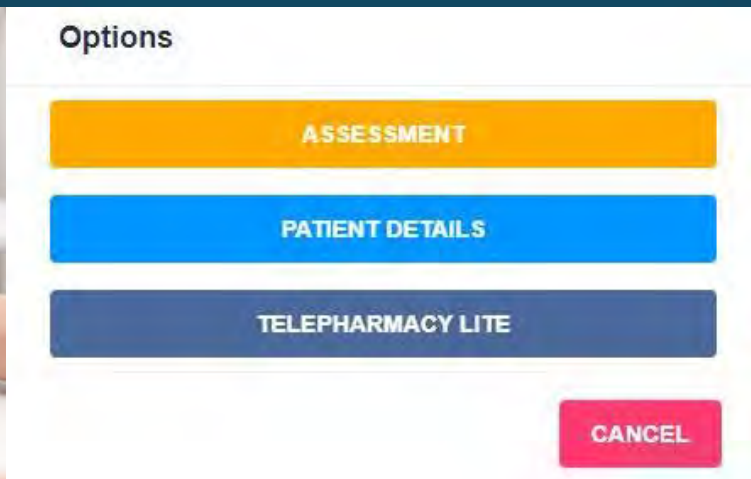 Options
ASSESSMENT
PATIENT DETAILS
TELEPHARMACY LITE
CANCEL